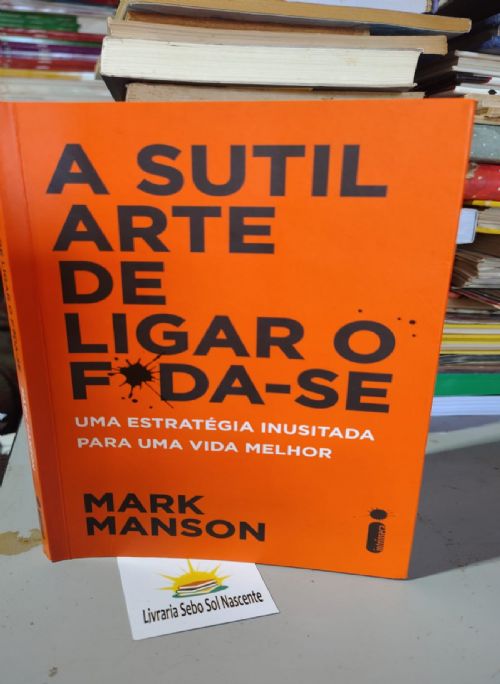 A SUTIL
ARTE
DE
LIGAR O
F*DA-SE
UMA ESTRATÉGIA INUSITADA
PARA UMA VIDA MELHOR
MARK
MANSON
Livraria Sebo Sol Nascente